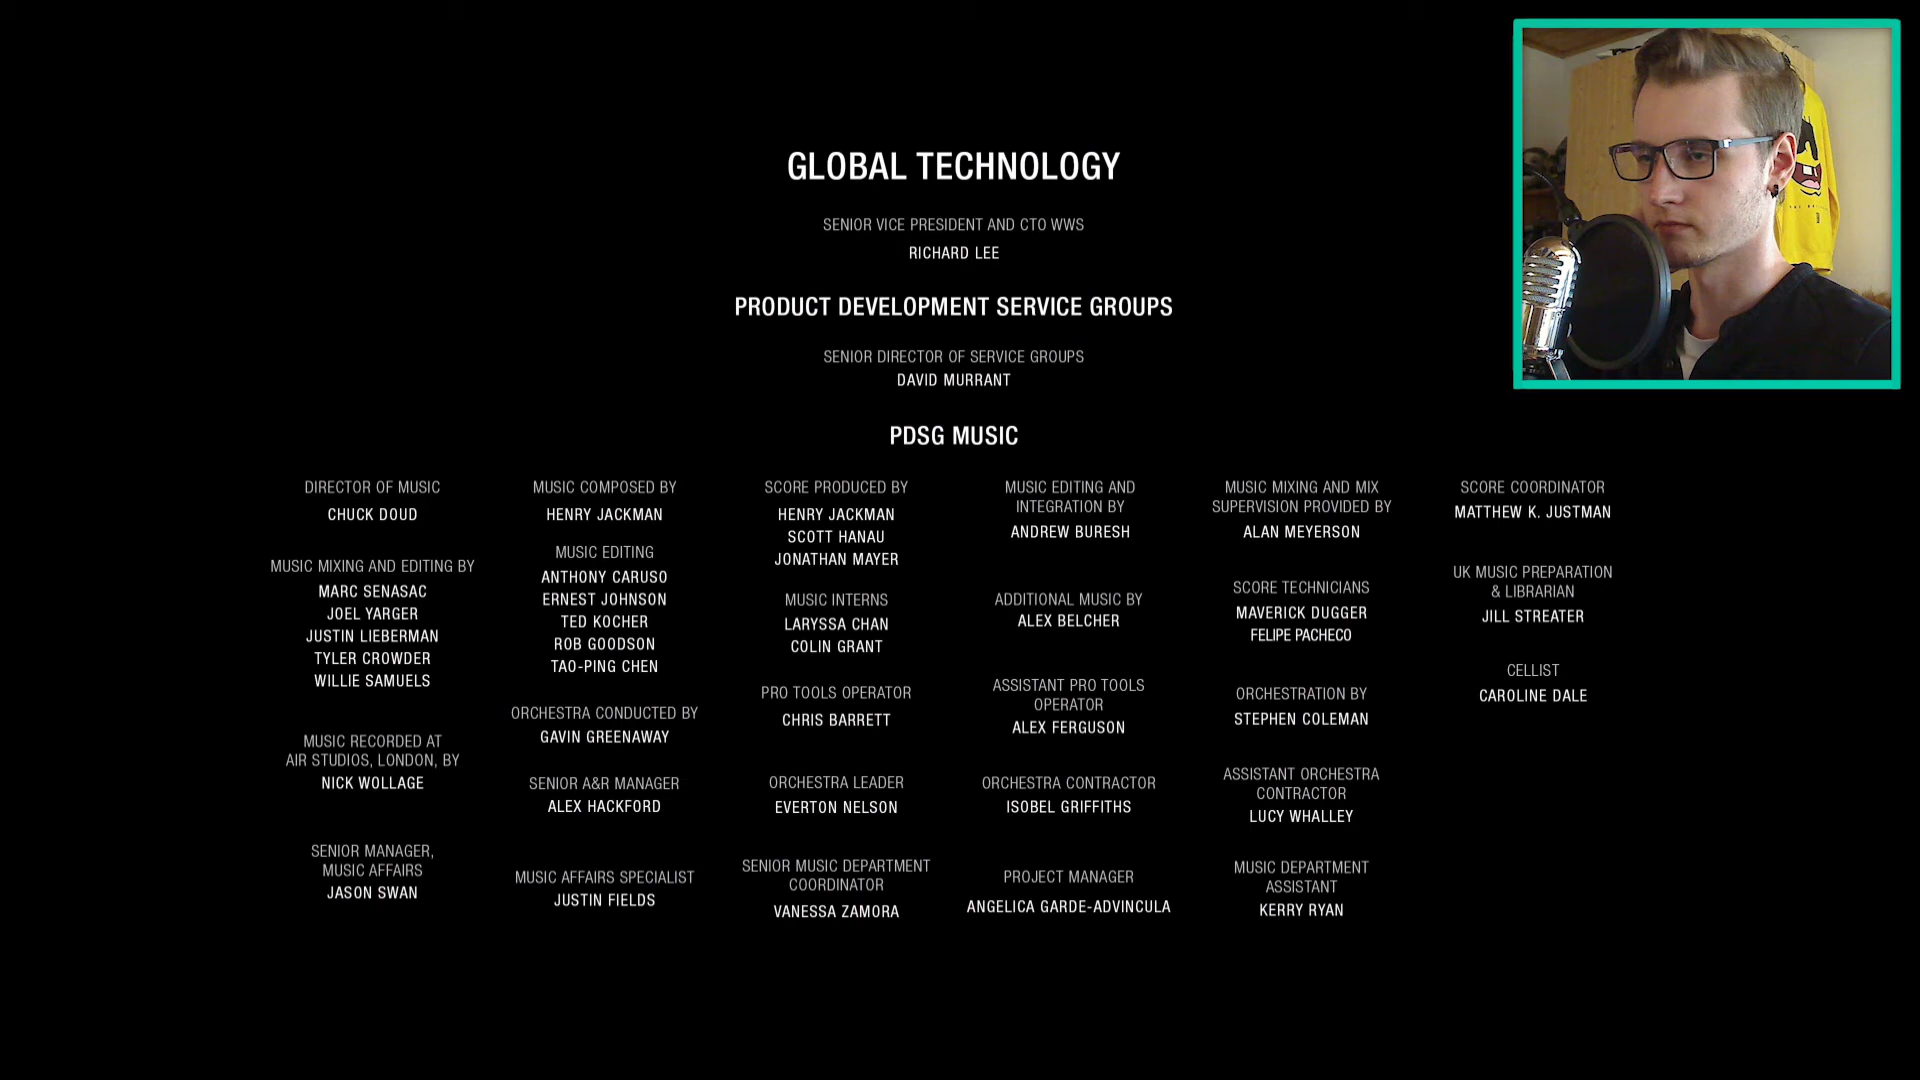 GLOBAL TECHNOLOGY
SENIOR VICE PRESIDENT AND CTO WWS
RICHARD LEE
PRODUCT DEVELOPMENT SERVICE GROUPS
SENIOR DIRECTOR OF SERVICE GROUPS
DAVID MURRANT
PDSG MUSIC
DIRECTOR OF MUSIC
CHUCK DOUD
MUSIC MIXING AND EDITING BY
MARC SENASAC
JOEL YARGER
JUSTIN LIEBERMAN
TYLER CROWDER
WILLIE SAMUELS
MUSIC RECORDED AT
AIR STUDIOS, LONDON, BY
NICK WOLLAGE
SENIOR MANAGER,
MUSIC AFFAIRS
JASON SWAN
MUSIC COMPOSED BY
HENRY JACKMAN
MUSIC EDITING
ANTHONY CARUSO
ERNEST JOHNSON
TED KOCHER
ROB GOODSON
TAO-PING CHEN
ORCHESTRA CONDUCTED BY
GAVIN GREENAWAY
SENIOR A&R MANAGER
ALEX HACKFORD
MUSIC AFFAIRS SPECIALIST
JUSTIN FIELDS
SCORE PRODUCED BY
HENRY JACKMAN
SCOTT HANAU
JONATHAN MAYER
MUSIC INTERNS
LARYSSA CHAN
COLIN GRANT
PRO TOOLS OPERATOR
CHRIS BARRETT
ORCHESTRA LEADER
EVERTON NELSON
SENIOR MUSIC DEPARTMENT
COORDINATOR
VANESSA ZAMORA
MUSIC EDITING AND
INTEGRATION BY
ANDREW BURESH
ADDITIONAL MUSIC BY
ALEX BELCHER
ASSISTANT PRO TOOLS
OPERATOR
ALEX FERGUSON
ORCHESTRA CONTRACTOR
ISOBEL GRIFFITHS
PROJECT MANAGER
ANGELICA GARDE-ADVINCULA
MUSIC MIXING AND MIX
SUPERVISION PROVIDED BY
ALAN MEYERSON
SCORE TECHNICIANS
MAVERICK DUGGER
FELIPE PACHECO
ORCHESTRATION BY
STEPHEN COLEMAN
ASSISTANT ORCHESTRA
CONTRACTOR
LUCY WHALLEY
MUSIC DEPARTMENT
ASSISTANT
KERRY RYAN
SCORE COORDINATOR
MATTHEW K. JUSTMAN
UK MUSIC PREPARATION
& LIBRARIAN
JILL STREATER
CELLIST
CAROLINE DALE